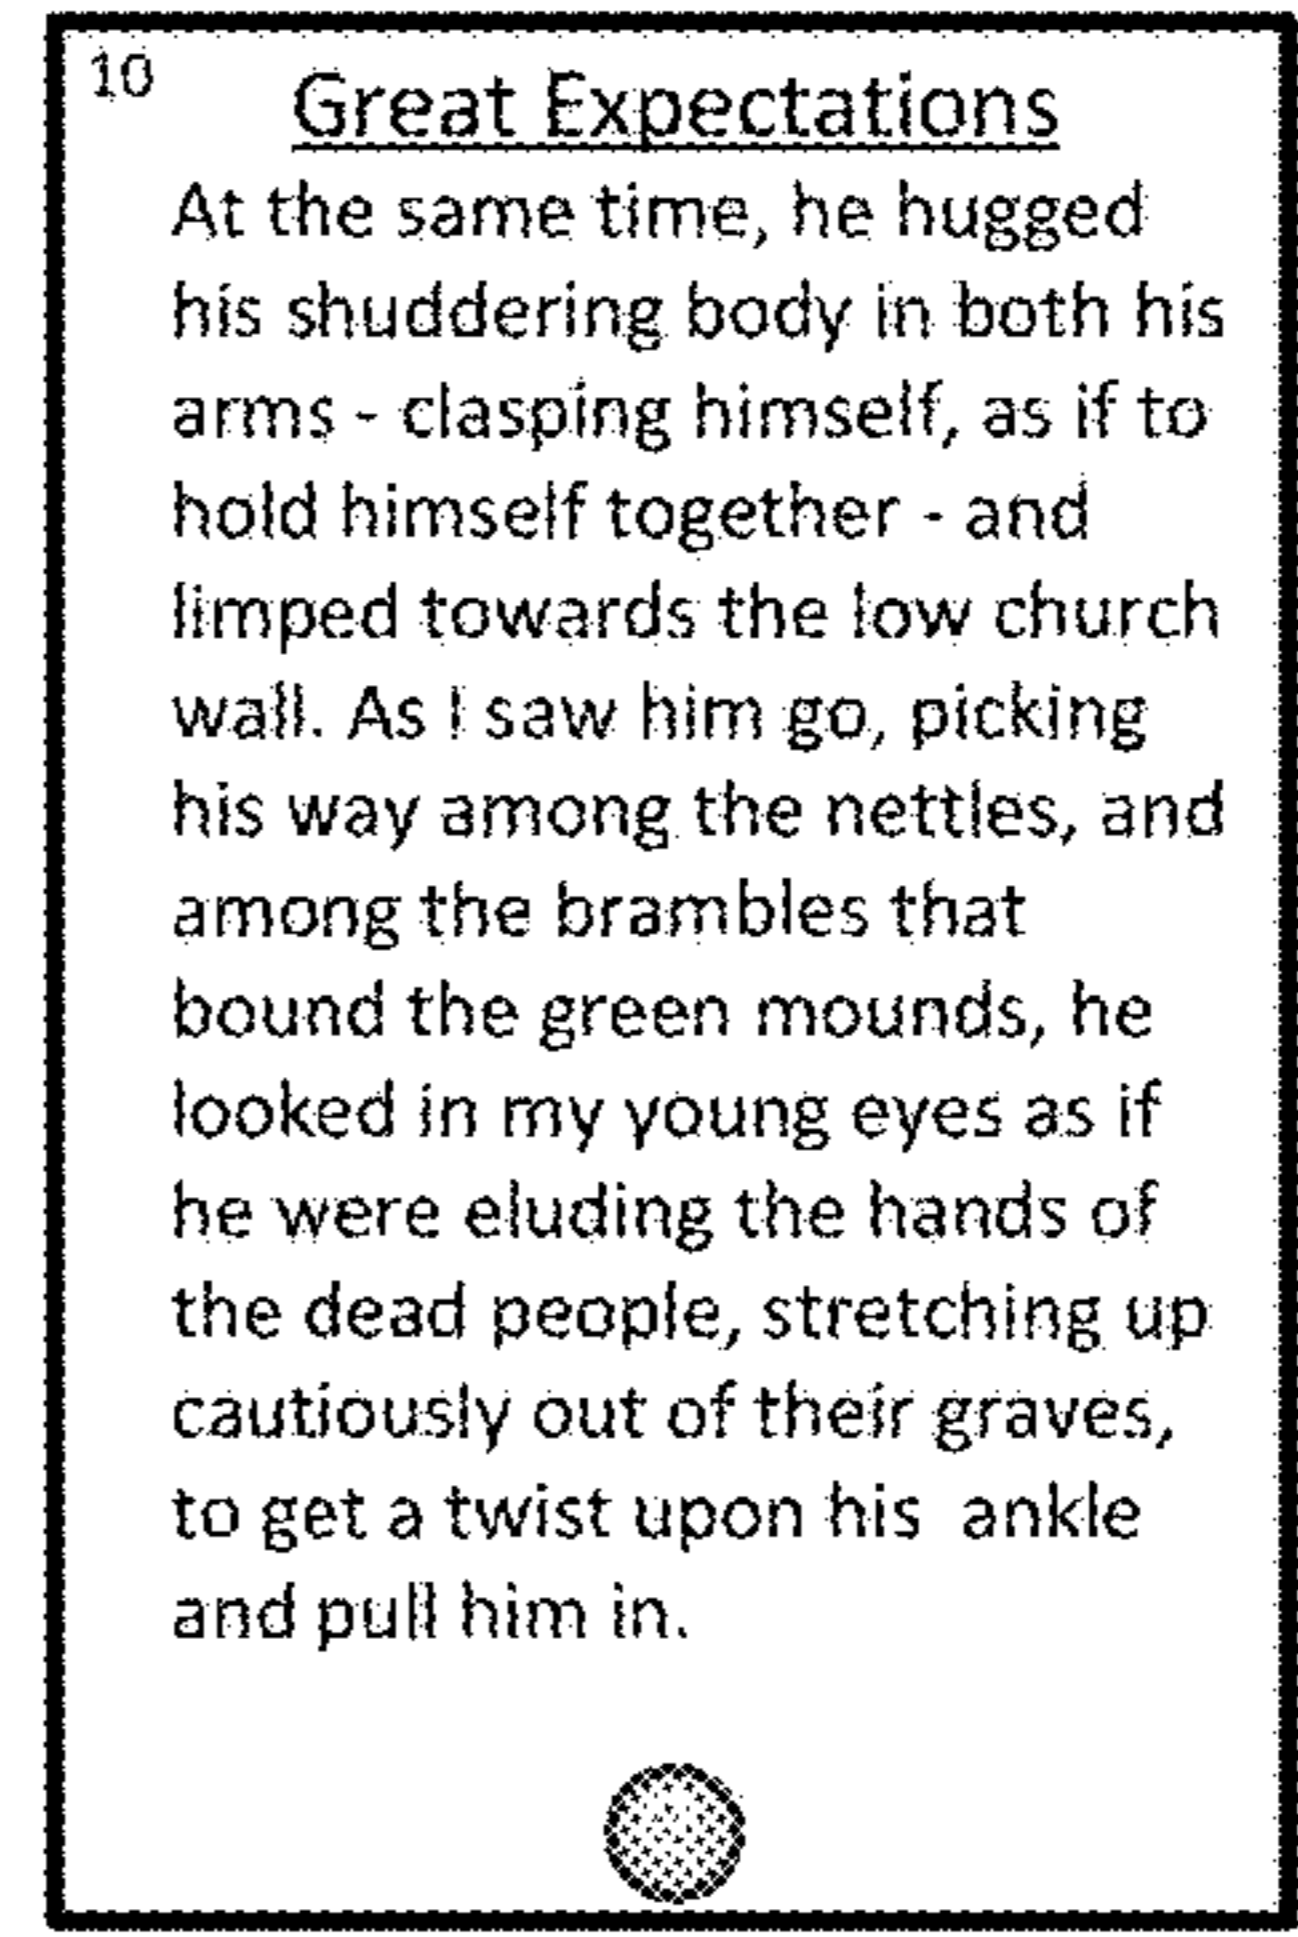 10
Great Expectations
At the same time, he hugged
his shuddering body in both his
arms - clasping himself, as if to
hold himself together - and
limped towards the low church
wall. As I saw him go, picking
his way among the nettles, and
among the brambles that
bound the green mounds, he
looked in my young eyes as if
he were eluding the hands of
the dead people, stretching up
cautiously out of their graves,
to get a twist upon his  ankle
and pull him in.